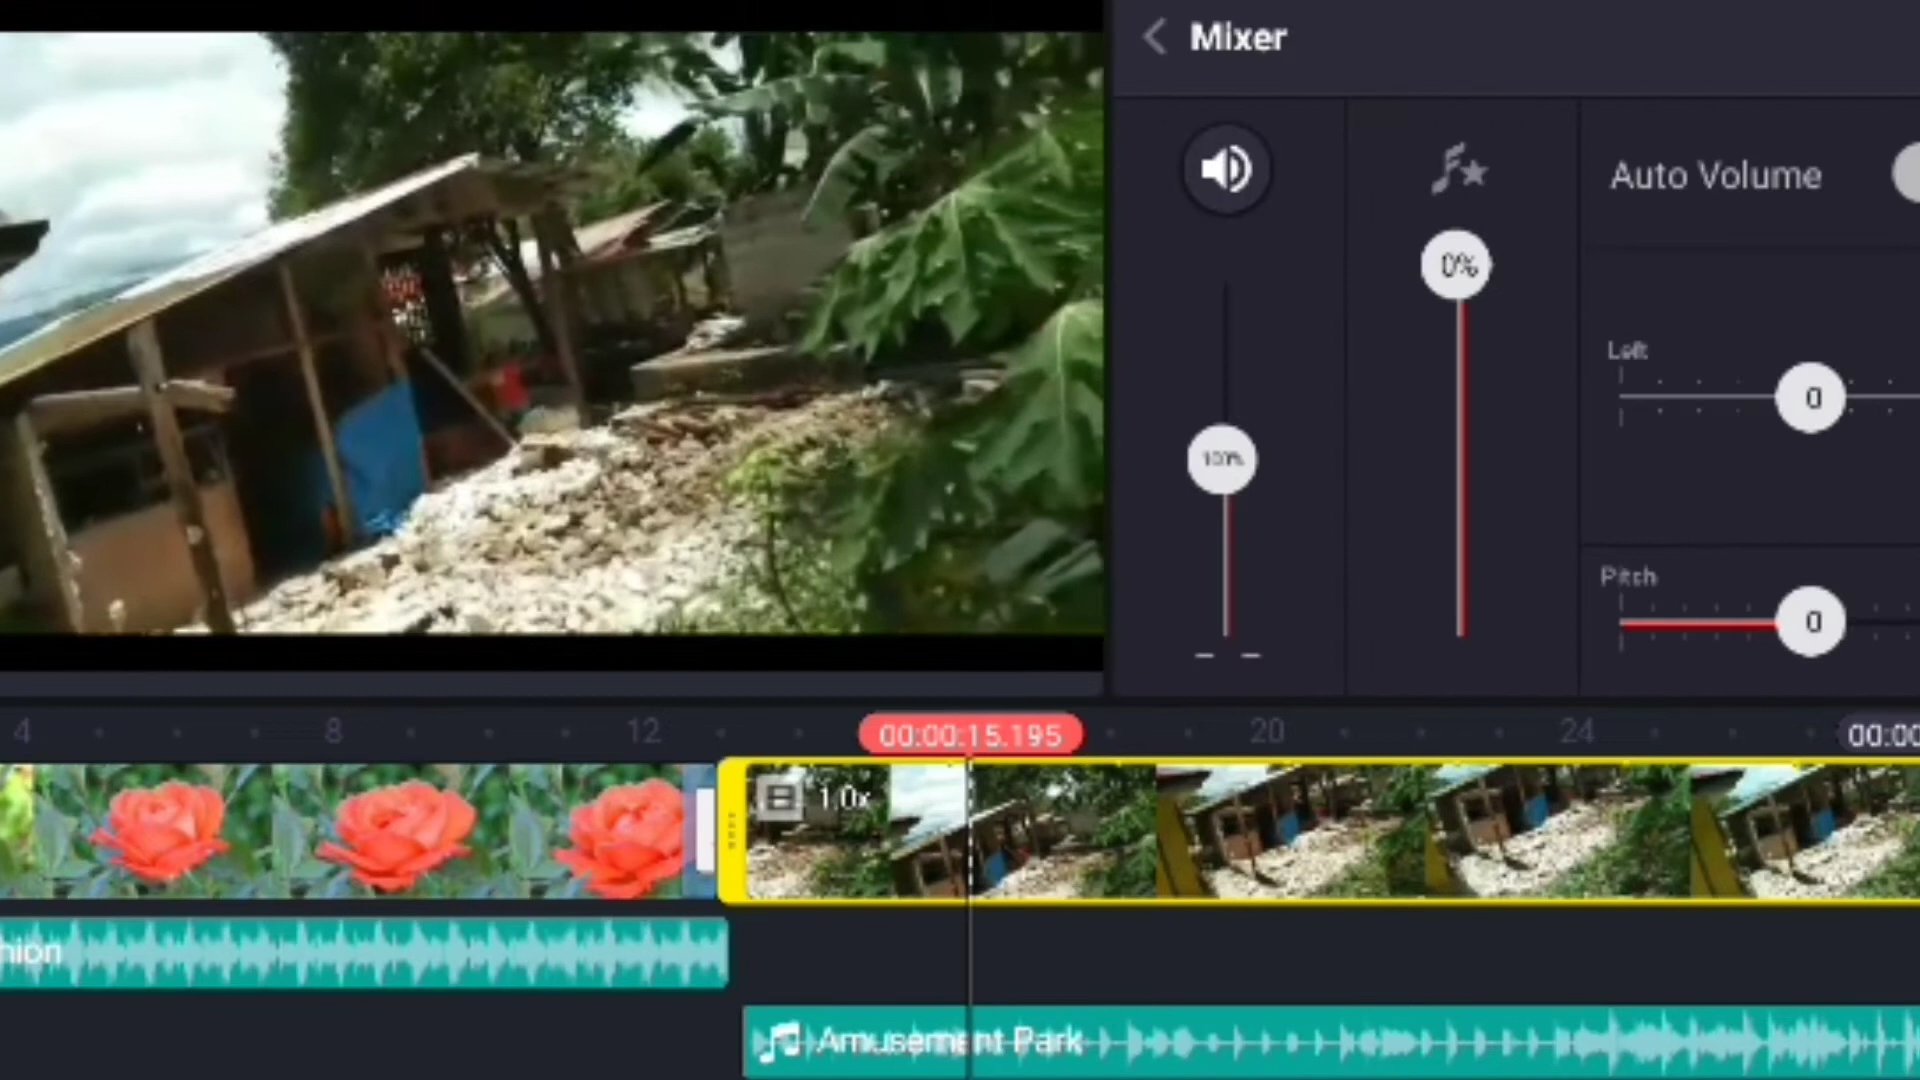 Mixer
Auto Volume
0%
Left
0
100%
Pitch
0
4
8
12
00:00:15.195
20
24
00:00
1.0x
hion
Amusement Park